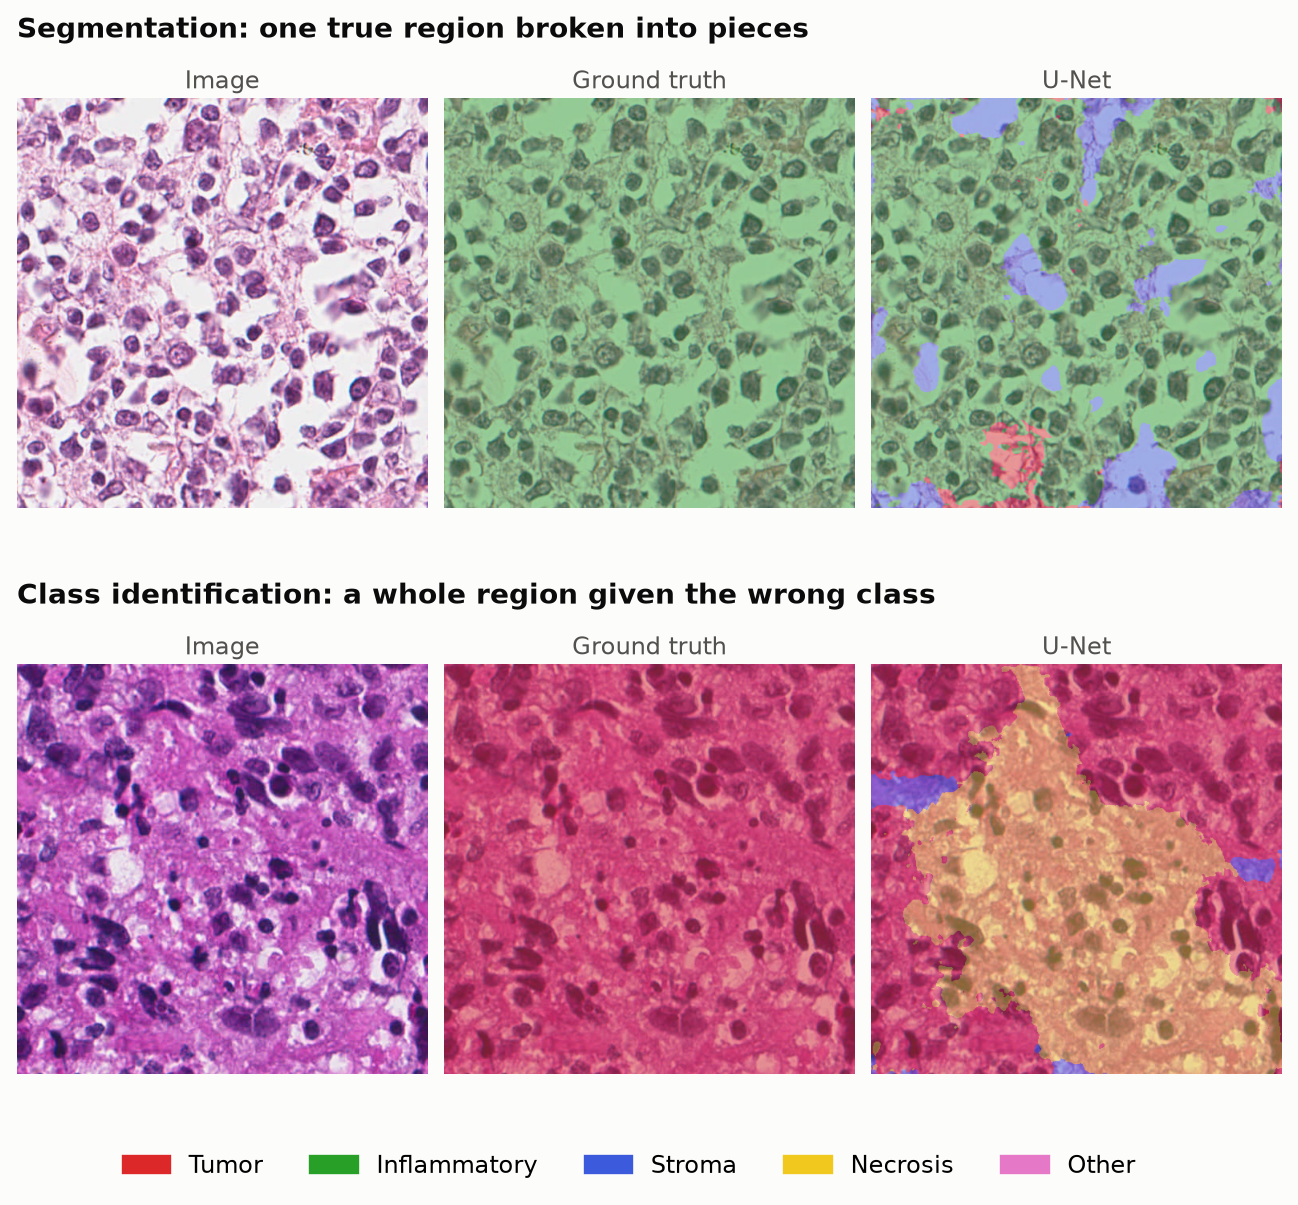 Segmentation: one true region broken into pieces
Image Ground truth U-Net
Class identification: a whole region given the wrong class
Image Ground truth U-Net
Tumor Inflammatory Stroma Necrosis Other